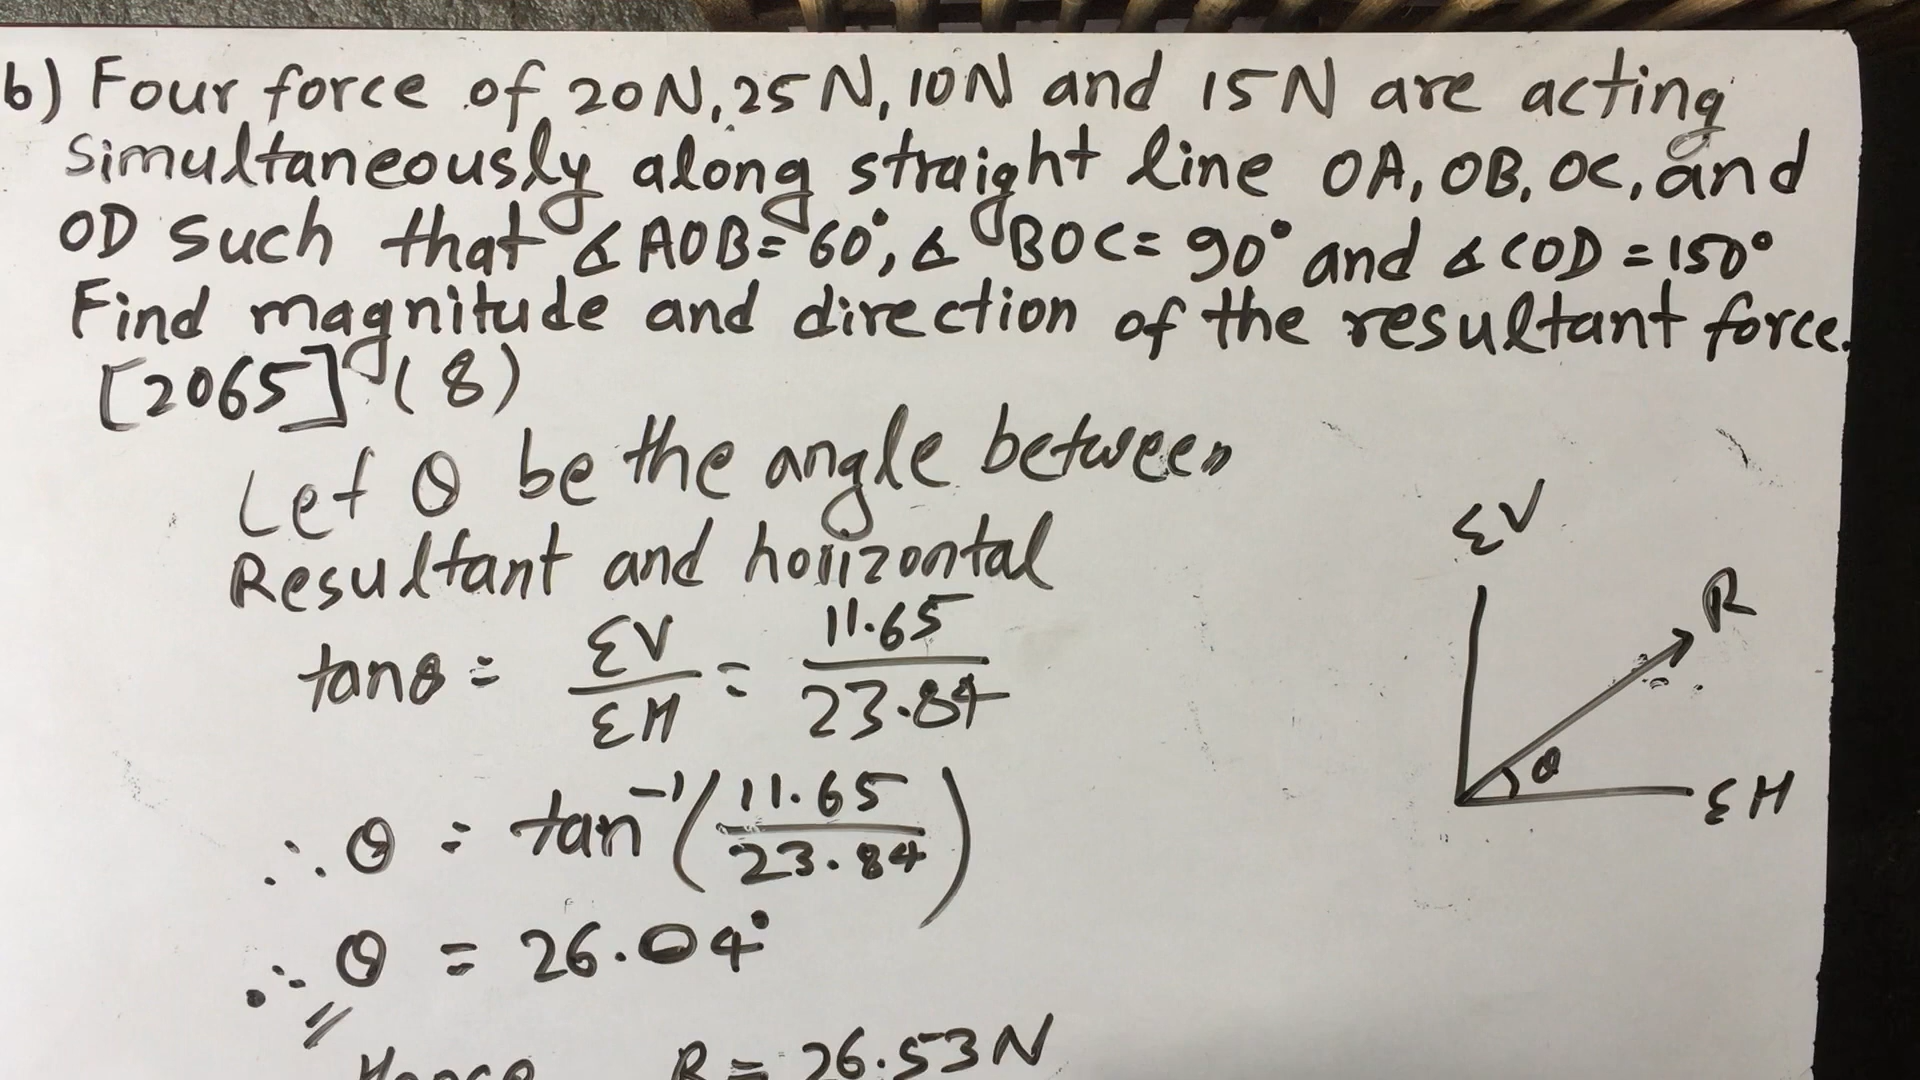 b) Four force of 20N, 25N, 10N and 15N are acting
Simultaneously along straight line OA, OB, OC, and
OD such that ∡AOB= 60°, ∡BOC= 90° and ∡COD = 150°
Find magnitude and direction of the resultant force.
[2065] (8)
Let θ be the angle between
Resultant and horizontal
tanθ = ΣV/ΣH = 11.65/23.84
∴ θ = tan⁻¹(11.65/23.84)
∴ θ = 26.04°
Hence R = 26.53N
ΣV
R
θ
ΣH